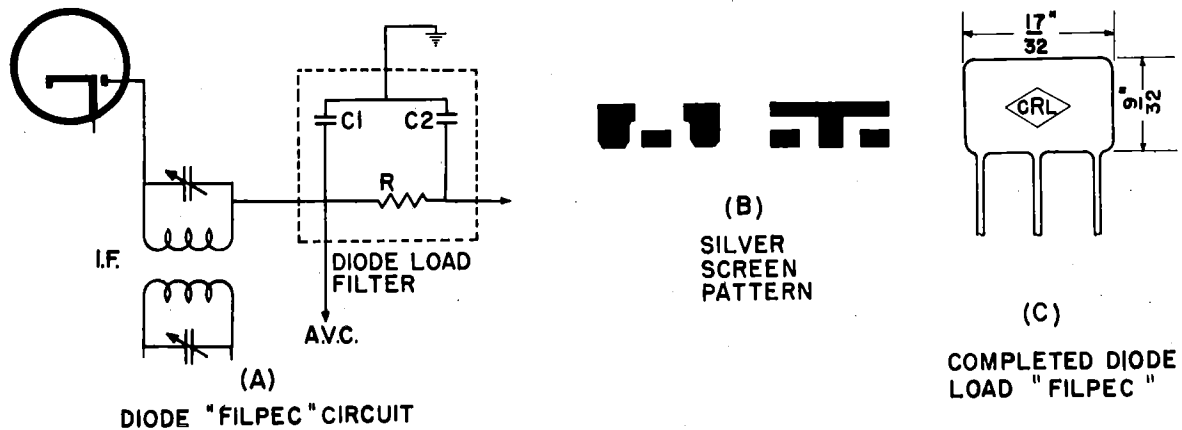 C1
C2
R
I.F.
DIODE LOAD
FILTER
A.V.C.
(A)
DIODE "FILPEC" CIRCUIT
(B)
SILVER
SCREEN
PATTERN
17"
32
9"
32
CRL
(C)
COMPLETED DIODE
LOAD "FILPEC"